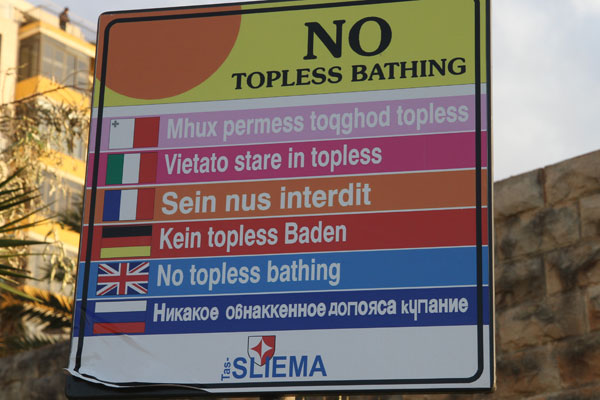 NO
TOPLESS BATHING
Mhux permess toqghod topless
Vietato stare in topless
Sein nus interdit
Kein topless Baden
No topless bathing
Никакое овнаккенное допояса купание
Tas-SLIEMA